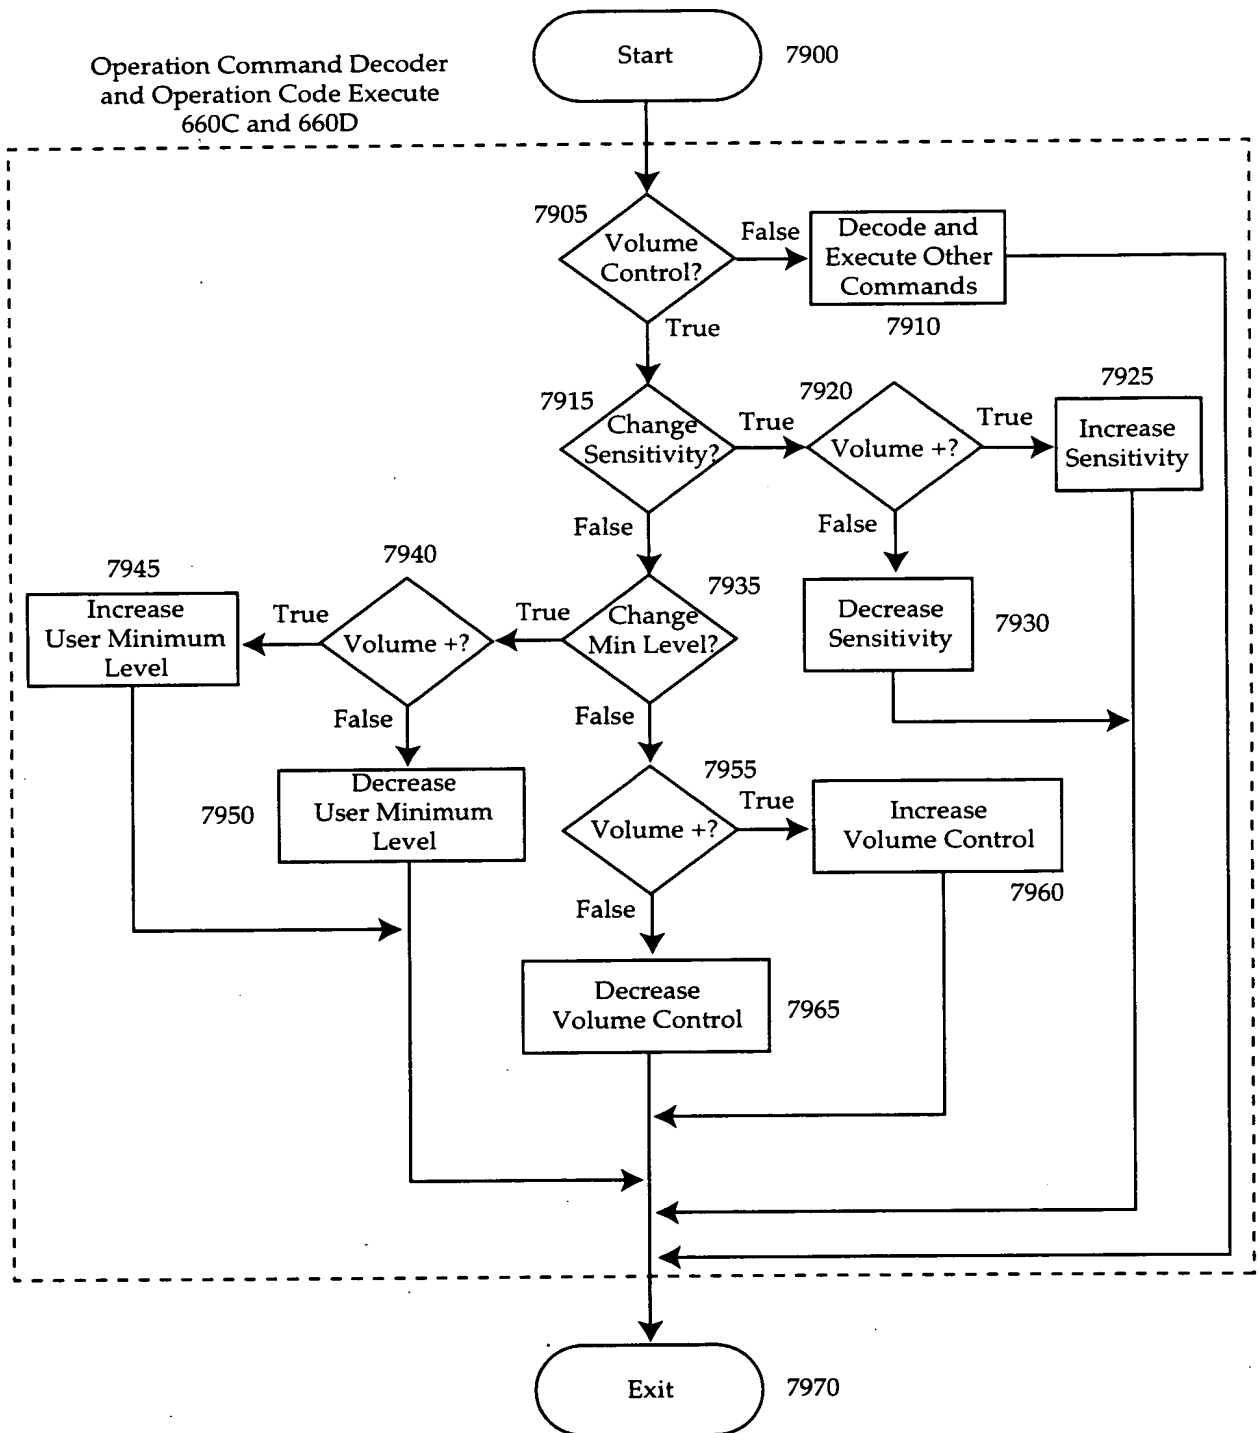 Start
7900
Operation Command Decoder
and Operation Code Execute
660C and 660D
7905
Volume
Control?
False
Decode and
Execute Other
Commands
7910
True
7915
Change
Sensitivity?
True
7920
Volume +?
True
7925
Increase
Sensitivity
False
False
Decrease
Sensitivity
7930
7935
Change
Min Level?
True
7940
Volume +?
True
7945
Increase
User Minimum
Level
False
Decrease
User Minimum
Level
7950
False
7955
Volume +?
True
Increase
Volume Control
7960
False
Decrease
Volume Control
7965
Exit
7970